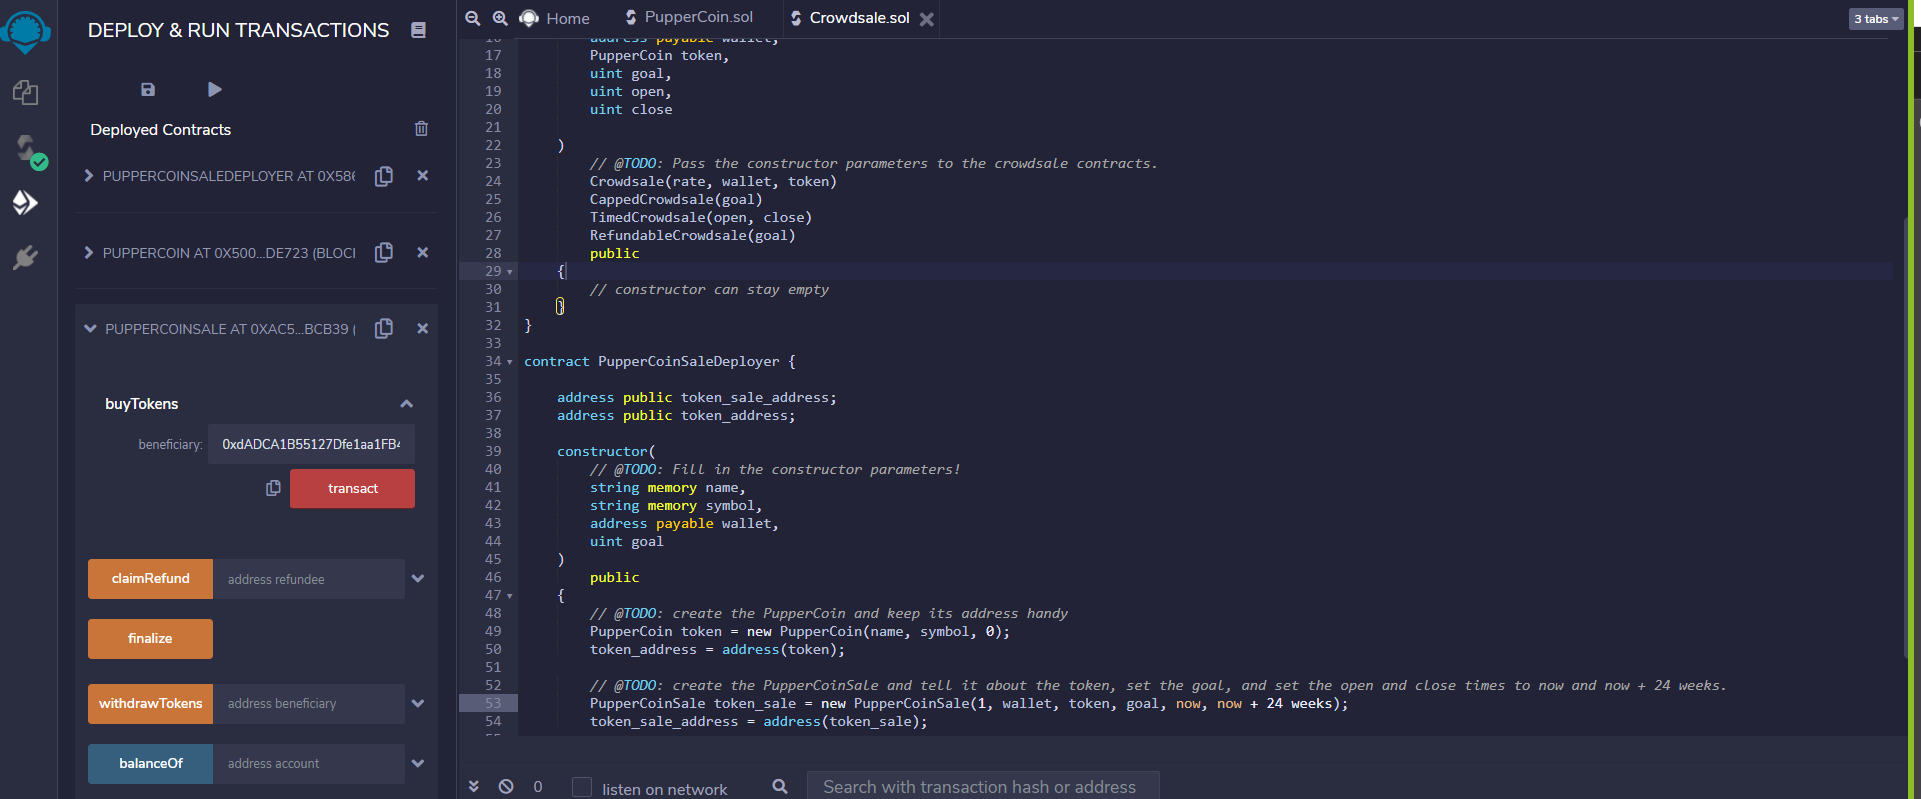 DEPLOY & RUN TRANSACTIONS
Deployed Contracts
PUPPERCOINSALEDEPLOYER AT 0X586
PUPPERCOIN AT 0X500...DE723 (BLOCI
PUPPERCOINSALE AT 0XAC5...BCB39 (
buyTokens
beneficiary: 0xdADCA1B55127Dfe1aa1FB4
transact
claimRefund address refundee
finalize
withdrawTokens address beneficiary
balanceOf address account
Home PupperCoin.sol Crowdsale.sol 3 tabs
16 address payable wallet,
17 PupperCoin token,
18 uint goal,
19 uint open,
20 uint close
21
22 )
23 // @TODO: Pass the constructor parameters to the crowdsale contracts.
24 Crowdsale(rate, wallet, token)
25 CappedCrowdsale(goal)
26 TimedCrowdsale(open, close)
27 RefundableCrowdsale(goal)
28 public
29 {
30 // constructor can stay empty
31 }
32 }
33
34 contract PupperCoinSaleDeployer {
35
36 address public token_sale_address;
37 address public token_address;
38
39 constructor(
40 // @TODO: Fill in the constructor parameters!
41 string memory name,
42 string memory symbol,
43 address payable wallet,
44 uint goal
45 )
46 public
47 {
48 // @TODO: create the PupperCoin and keep its address handy
49 PupperCoin token = new PupperCoin(name, symbol, 0);
50 token_address = address(token);
51
52 // @TODO: create the PupperCoinSale and tell it about the token, set the goal, and set the open and close times to now and now + 24 weeks.
53 PupperCoinSale token_sale = new PupperCoinSale(1, wallet, token, goal, now, now + 24 weeks);
54 token_sale_address = address(token_sale);
0 listen on network Search with transaction hash or address